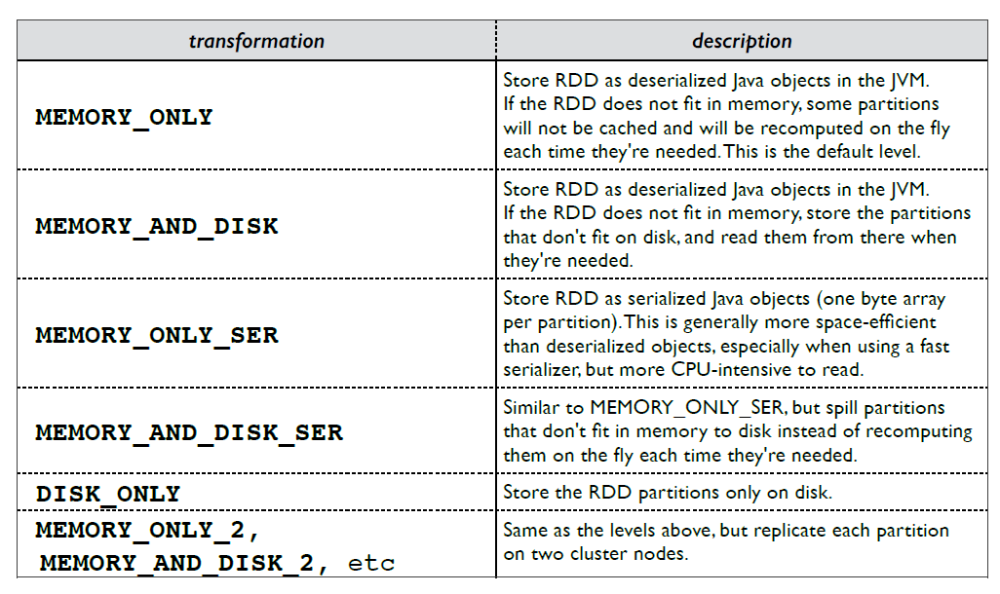 transformation
description
MEMORY_ONLY
Store RDD as deserialized Java objects in the JVM.
If the RDD does not fit in memory, some partitions
will not be cached and will be recomputed on the fly
each time they're needed. This is the default level.
MEMORY_AND_DISK
Store RDD as deserialized Java objects in the JVM.
If the RDD does not fit in memory, store the partitions
that don't fit on disk, and read them from there when
they're needed.
MEMORY_ONLY_SER
Store RDD as serialized Java objects (one byte array
per partition). This is generally more space-efficient
than deserialized objects, especially when using a fast
serializer, but more CPU-intensive to read.
MEMORY_AND_DISK_SER
Similar to MEMORY_ONLY_SER, but spill partitions
that don't fit in memory to disk instead of recomputing
them on the fly each time they're needed.
DISK_ONLY
Store the RDD partitions only on disk.
MEMORY_ONLY_2,
MEMORY_AND_DISK_2, etc
Same as the levels above, but replicate each partition
on two cluster nodes.